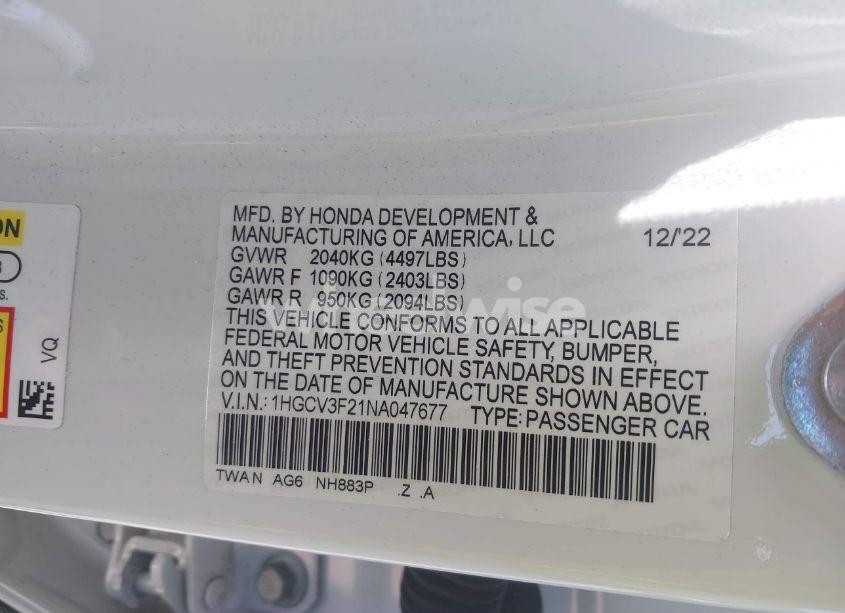 MFD. BY HONDA DEVELOPMENT &
MANUFACTURING OF AMERICA, LLC 12/'22
GVWR 2040KG (4497LBS)
GAWR F 1090KG (2403LBS)
GAWR R 950KG (2094LBS)
THIS VEHICLE CONFORMS TO ALL APPLICABLE
FEDERAL MOTOR VEHICLE SAFETY, BUMPER,
AND THEFT PREVENTION STANDARDS IN EFFECT
ON THE DATE OF MANUFACTURE SHOWN ABOVE.
V.I.N.: 1HGCV3F21NA047677 TYPE: PASSENGER CAR
TWAN AG6 NH883P .Z .A
VQ
wheelwise